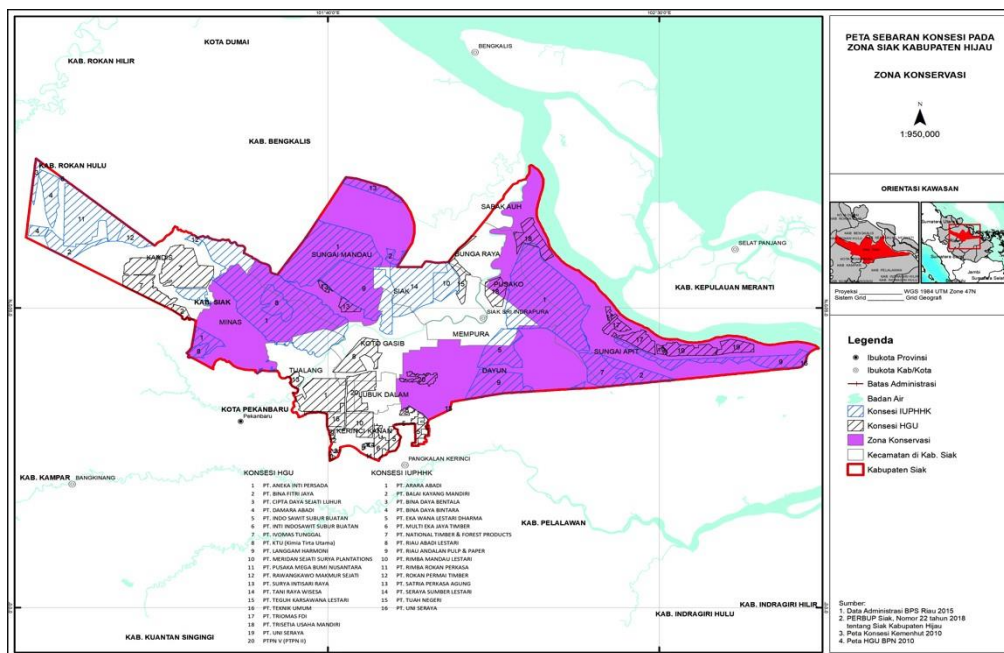 PETA SEBARAN KONSESI PADA
ZONA SIAK KABUPATEN HIJAU
ZONA KONSERVASI
N
1:950,000
ORIENTASI KAWASAN
Proyeksi WGS 1984 UTM Zone 47N
Sistem Grid Grid Geografi
Legenda
Ibukota Provinsi
Ibukota Kab/Kota
Batas Administrasi
Badan Air
Konsesi IUPHHK
Konsesi HGU
Zona Konservasi
Kecamatan di Kab. Siak
Kabupaten Siak
Sumber:
1. Data Administrasi BPS Riau 2015
2. PERBUP Siak, Nomor 22 tahun 2018
tentang Siak Kabupaten Hijau
3. Peta Konsesi Kemenhut 2010
4. Peta HGU BPN 2010
KOTA DUMAI
BENGKALIS
KAB. ROKAN HILIR
KAB. BENGKALIS
KAB. ROKAN HULU
SABAK AUH
SUNGAI MANDAU
BUNGA RAYA
SELAT PANJANG
KANDIS
SIAK
PUSAKO
KAB. KEPULAUAN MERANTI
KAB. SIAK
SIAK SRI INDRAPURA
MINAS
MEMPURA
KOTO GASIB
SUNGAI APIT
TUALANG
DAYUN
LUBUK DALAM
KOTA PEKANBARU
Pekanbaru
KERINCI KANAN
PANGKALAN KERINCI
KAB. KAMPAR
BANGKINANG
KAB. PELALAWAN
KAB. INDRAGIRI HILIR
KAB. INDRAGIRI HULU
KAB. KUANTAN SINGINGI
KONSESI HGU
1 PT. ANEKA INTI PERSADA
2 PT. BINA FITRI JAYA
3 PT. CIPTA DAYA SEJATI LUHUR
4 PT. DAMARA ABADI
5 PT. INDO SAWIT SUBUR BUATAN
6 PT. INTI INDOSAWIT SUBUR BUATAN
7 PT. IVOMAS TUNGGAL
8 PT. KTU (Kimia Tirta Utama)
9 PT. LANGGAM HARMONI
10 PT. MERIDAN SEJATI SURYA PLANTATIONS
11 PT. PUSAKA MEGA BUMI NUSANTARA
12 PT. RAWANGKAWO MAKMUR SEJATI
13 PT. SURYA INTISARI RAYA
14 PT. TANI RAYA WISESA
15 PT. TEGUH KARSAWANA LESTARI
16 PT. TEKNIK UMUM
17 PT. TRIOMAS FDI
18 PT. TRISETIA USAHA MANDIRI
19 PT. UNI SERAYA
20 PTPN V (PTPN II)
KONSESI IUPHHK
1 PT. ARARA ABADI
2 PT. BALAI KAYANG MANDIRI
3 PT. BINA DAYA BENTALA
4 PT. BINA DAYA BINTARA
5 PT. EKA WANA LESTARI DHARMA
6 PT. MULTI EKA JAYA TIMBER
7 PT. NATIONAL TIMBER & FOREST PRODUCTS
8 PT. RIAU ABADI LESTARI
9 PT. RIAU ANDALAN PULP & PAPER
10 PT. RIMBA MANDAU LESTARI
11 PT. RIMBA ROKAN PERKASA
12 PT. ROKAN PERMAI TIMBER
13 PT. SATRIA PERKASA AGUNG
14 PT. SERAYA SUMBER LESTARI
15 PT. TUAH NEGERI
16 PT. UNI SERAYA